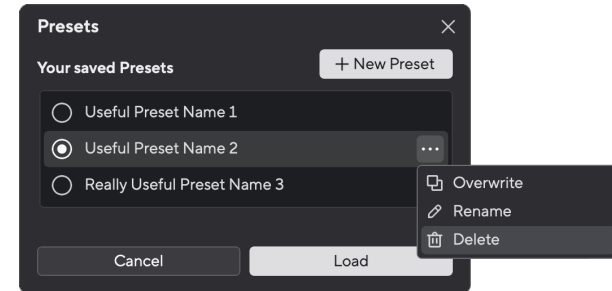 Presets
Your saved Presets
+ New Preset
Useful Preset Name 1
Useful Preset Name 2
Really Useful Preset Name 3
Overwrite
Rename
Delete
Cancel
Load